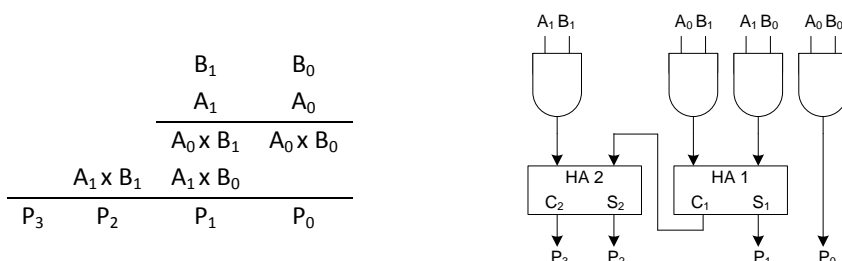 B₁ B₀
A₁ A₀
A₀ x B₁ A₀ x B₀
A₁ x B₁ A₁ x B₀
P₃ P₂ P₁ P₀
A₁ B₁ A₀ B₁ A₁ B₀ A₀ B₀
HA 2 HA 1
C₂ S₂ C₁ S₁
P₃ P₂ P₁ P₀